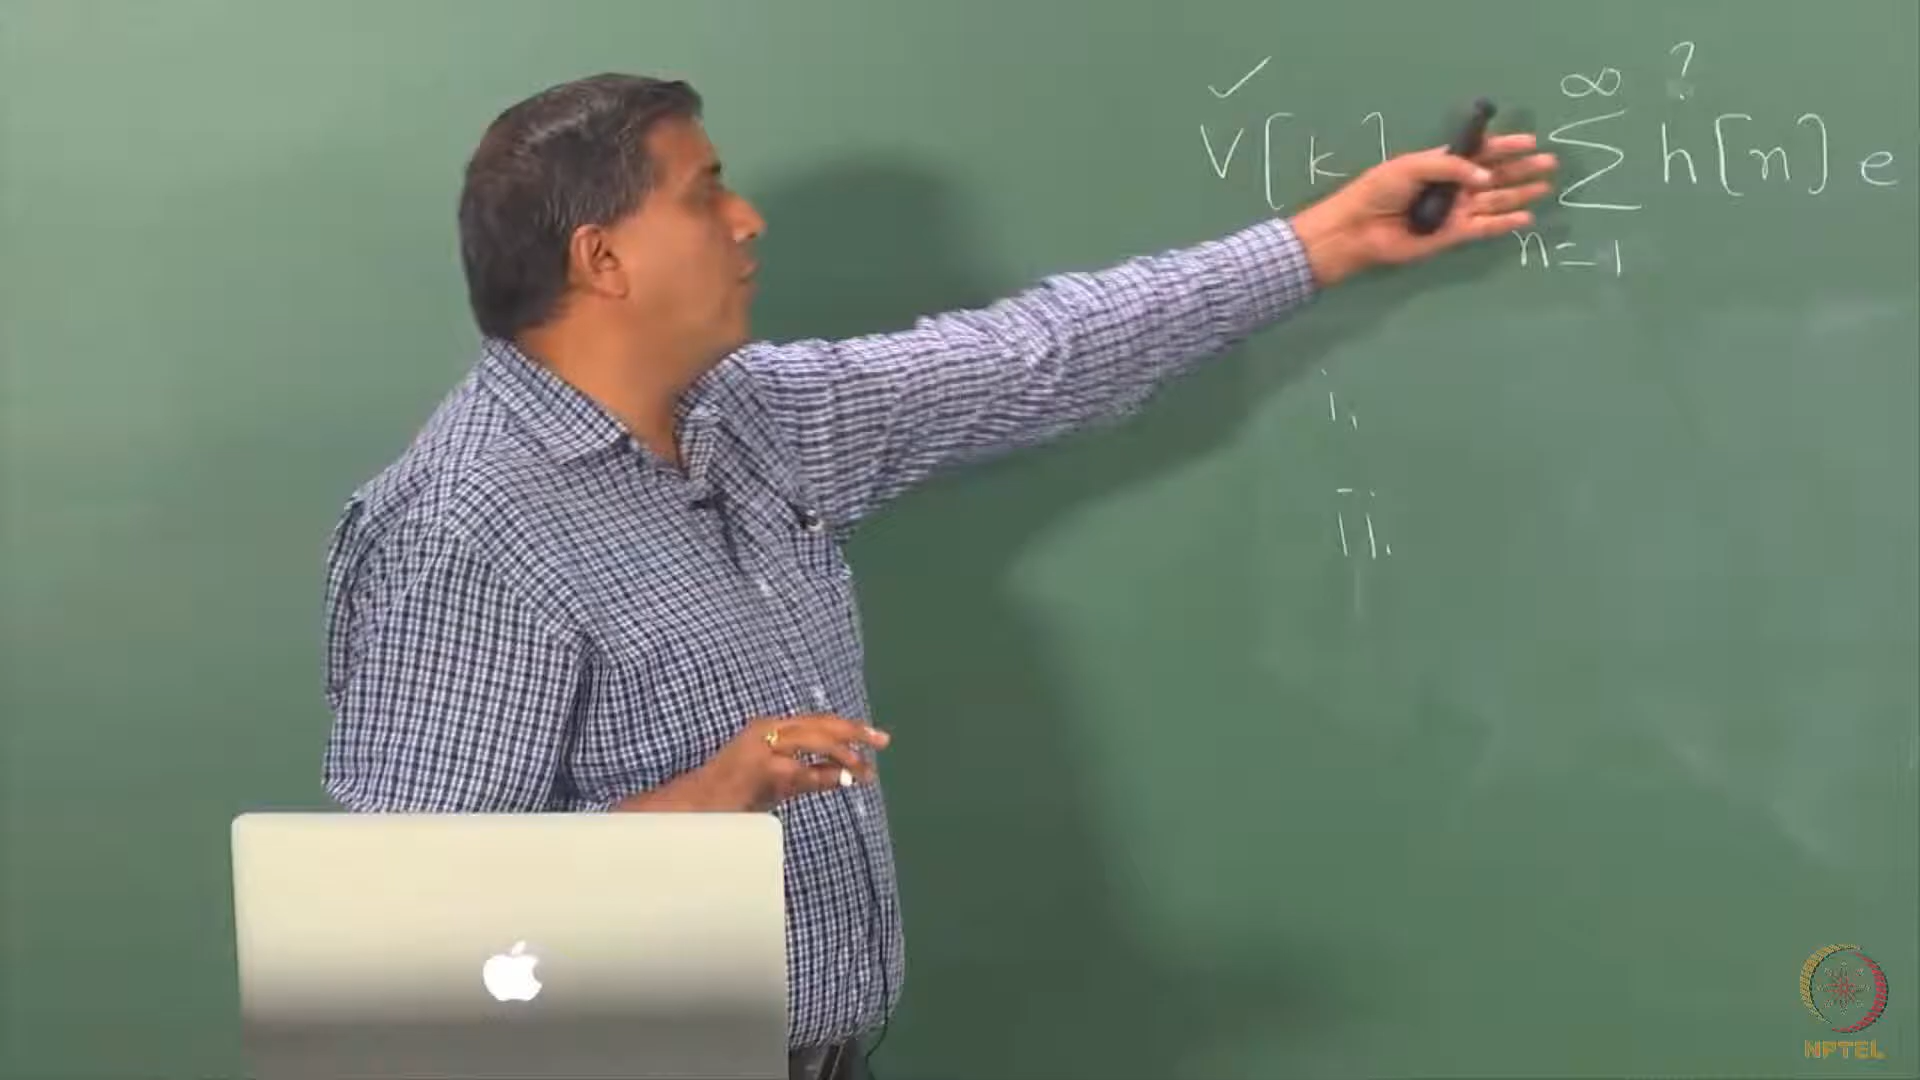 ✓ ∞ ?
v[k] Σ h[n] e
n=1
i.
ii.
NPTEL